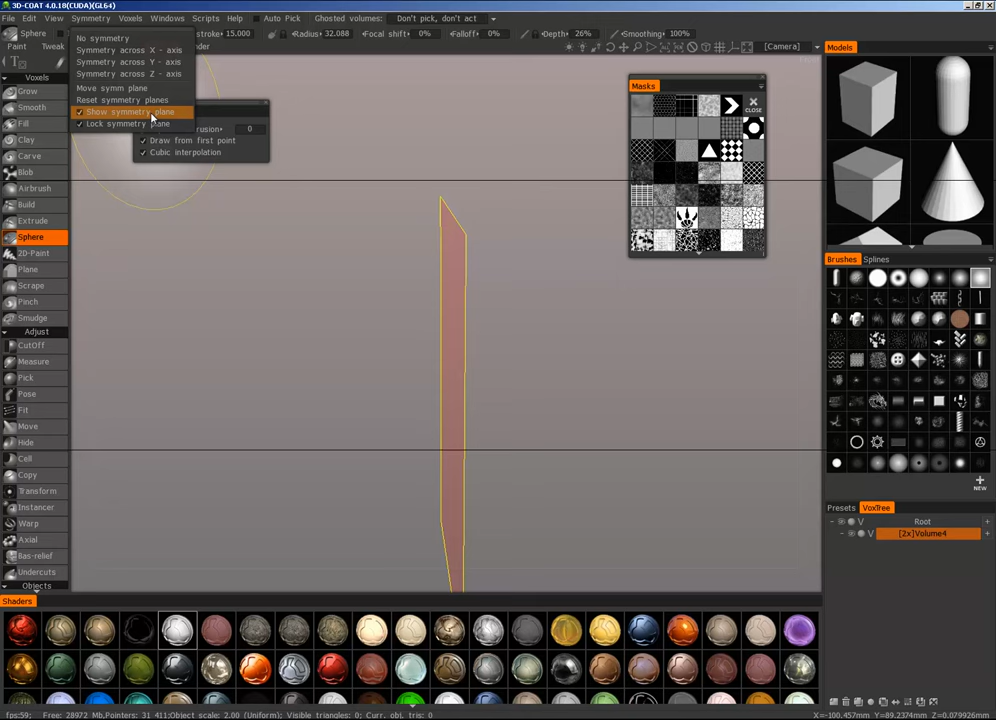 3D-COAT 4.0.18(CUDA)(GL64)
File Edit View Symmetry Voxels Windows Scripts Help Auto Pick Ghosted volumes: Don't pick, don't act
Sphere stroke 15.000 Radius 32.088 Focal shift 0% Falloff 0% Depth 26% Smoothing 100%
Paint Tweak [Camera]
Models
No symmetry
Symmetry across X - axis
Symmetry across Y - axis
Symmetry across Z - axis
Move symm plane
Reset symmetry planes
Show symmetry plane
Lock symmetry plane
0
Draw from first point
Cubic interpolation
Masks
CLOSE
Voxels
Grow
Smooth
Fill
Clay
Carve
Blob
Airbrush
Build
Extrude
Sphere
2D-Paint
Plane
Scrape
Pinch
Smudge
Adjust
CutOff
Measure
Pick
Pose
Fit
Move
Hide
Cell
Copy
Transform
Instancer
Warp
Axial
Bas-relief
Undercuts
Objects
Brushes Splines
NEW
Presets VoxTree
V Root
V [2x]Volume4
Shaders
fps:59; Free: 28972 Mb,Pointers: 31 411;Object scale: 2.00 (Uniform); Visible triangles: 0; Curr. obj. tris: 0
X=-100.457mm Y=89.2374mm Z=0.079926mm